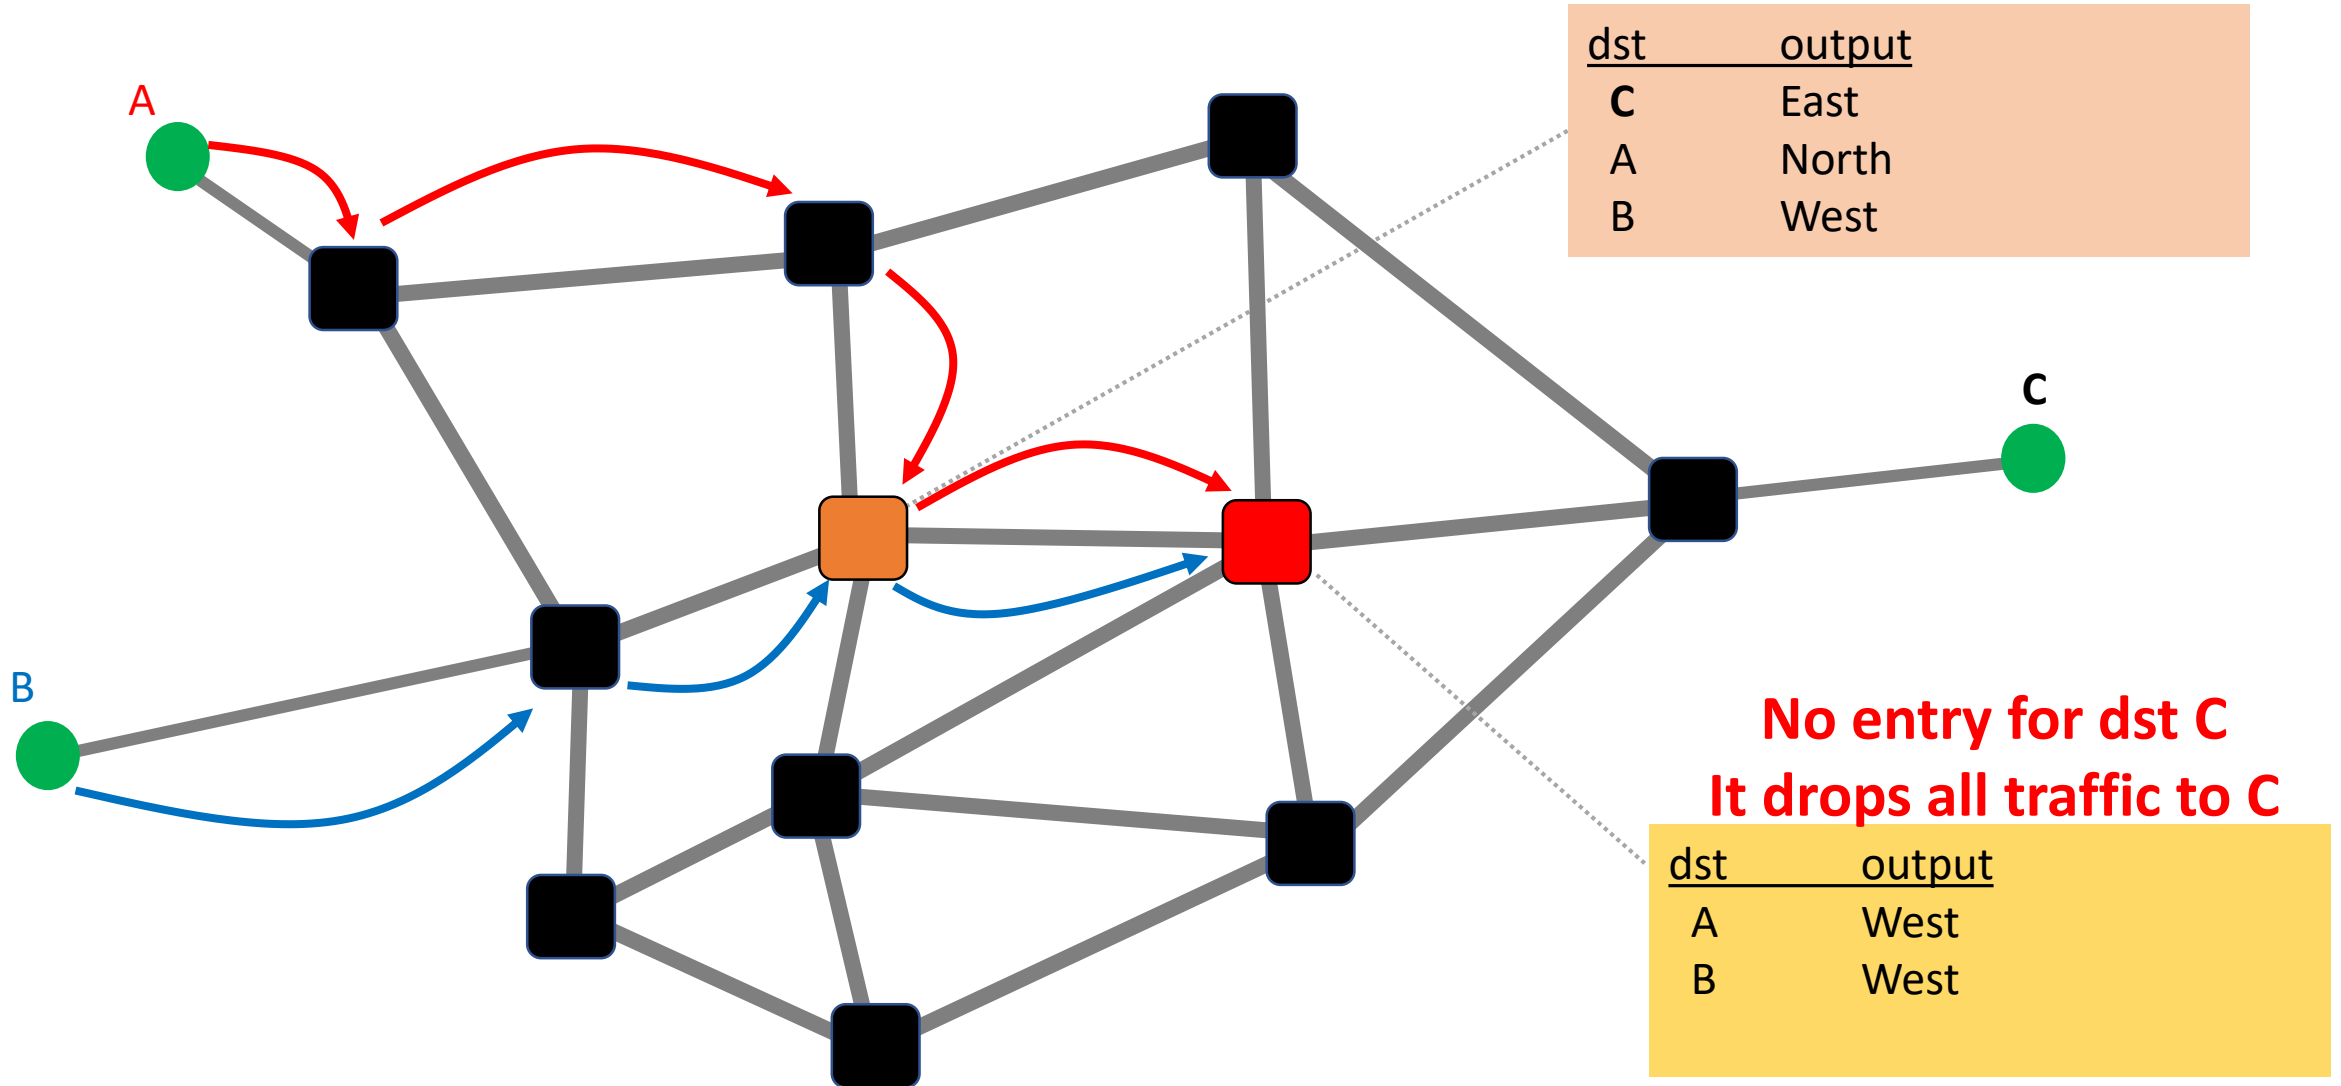 dst output
C East
A North
B West
A
C
B
No entry for dst C
It drops all traffic to C
dst output
A West
B West